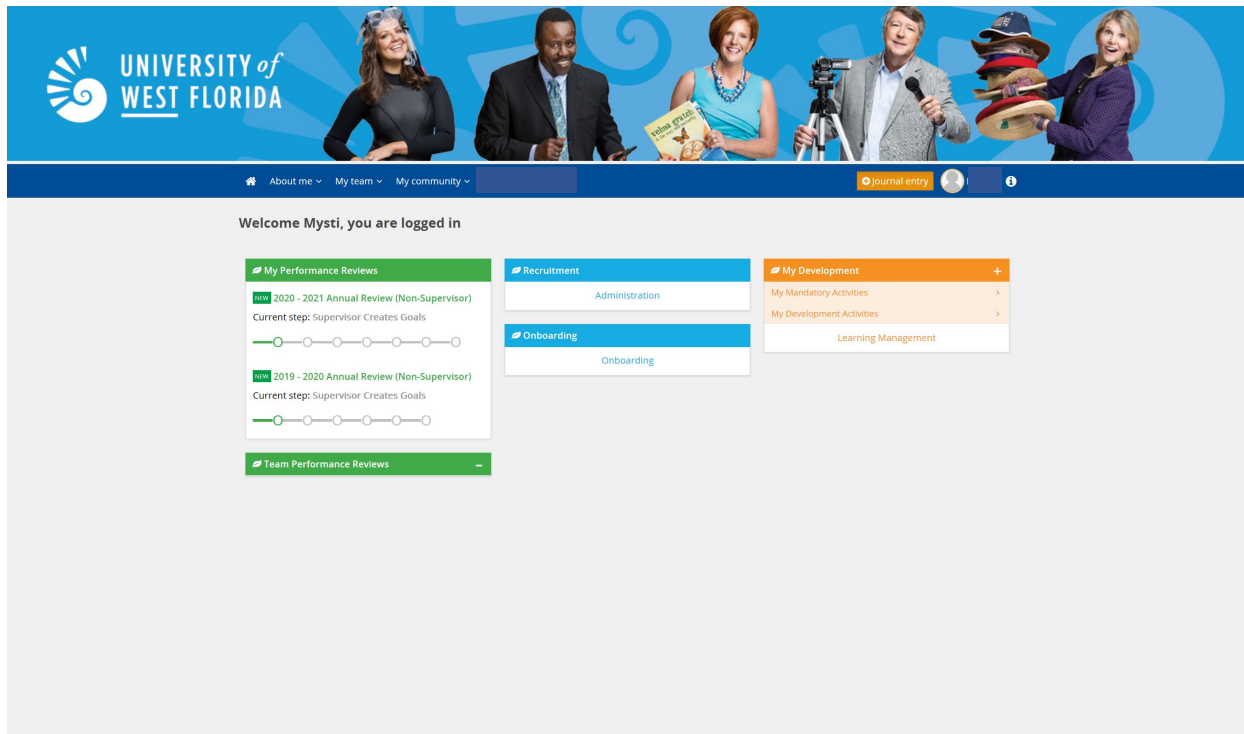 UNIVERSITY of
WEST FLORIDA
velma gratch
About me
My team
My community
Journal entry
Welcome Mysti, you are logged in
My Performance Reviews
NEW 2020 - 2021 Annual Review (Non-Supervisor)
Current step: Supervisor Creates Goals
NEW 2019 - 2020 Annual Review (Non-Supervisor)
Current step: Supervisor Creates Goals
Team Performance Reviews
Recruitment
Administration
Onboarding
Onboarding
My Development
My Mandatory Activities
My Development Activities
Learning Management